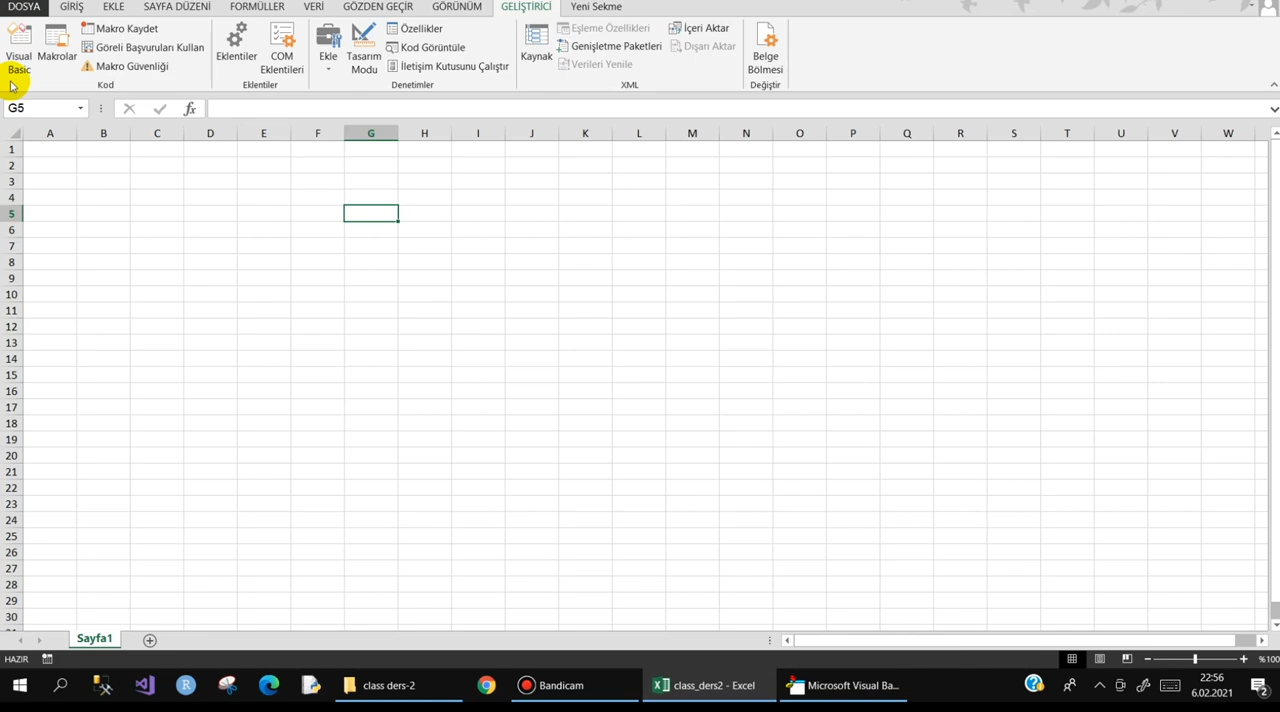 DOSYA GİRİŞ EKLE SAYFA DÜZENİ FORMÜLLER VERİ GÖZDEN GEÇİR GÖRÜNÜM GELİŞTİRİCİ Yeni Sekme
Visual Basic
Makrolar
Makro Kaydet
Göreli Başvuruları Kullan
Makro Güvenliği
Kod
Eklentiler
COM Eklentileri
Eklentiler
Ekle
Tasarım Modu
Özellikler
Kod Görüntüle
İletişim Kutusunu Çalıştır
Denetimler
Kaynak
Eşleme Özellikleri
Genişletme Paketleri
Verileri Yenile
İçeri Aktar
Dışarı Aktar
XML
Belge Bölmesi
Değiştir
G5
fx
A B C D E F G H I J K L M N O P Q R S T U V W
1
2
3
4
5
6
7
8
9
10
11
12
13
14
15
16
17
18
19
20
21
22
23
24
25
26
27
28
29
30
Sayfa1
HAZIR
%100
class ders-2
Bandicam
class_ders2 - Excel
Microsoft Visual Ba...
22:56
6.02.2021
2